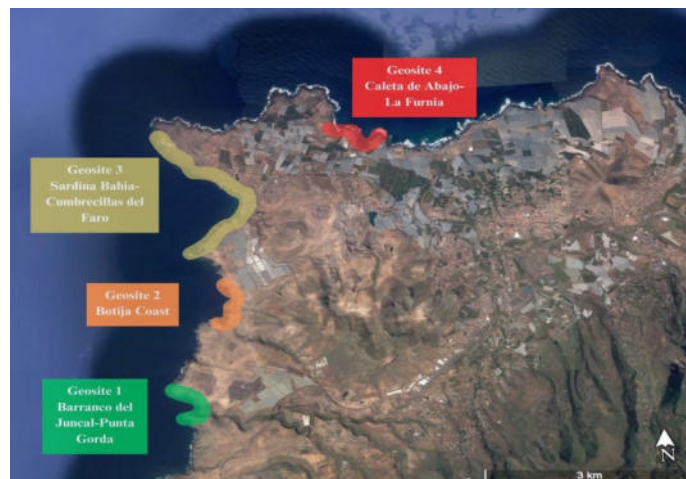 Geosite 4
Caleta de Abajo-
La Furnia
Geosite 3
Sardina Bahía-
Cumbrecillas del
Faro
Geosite 2
Botija Coast
Geosite 1
Barranco del
Juncal-Punta
Gorda
N
3 km